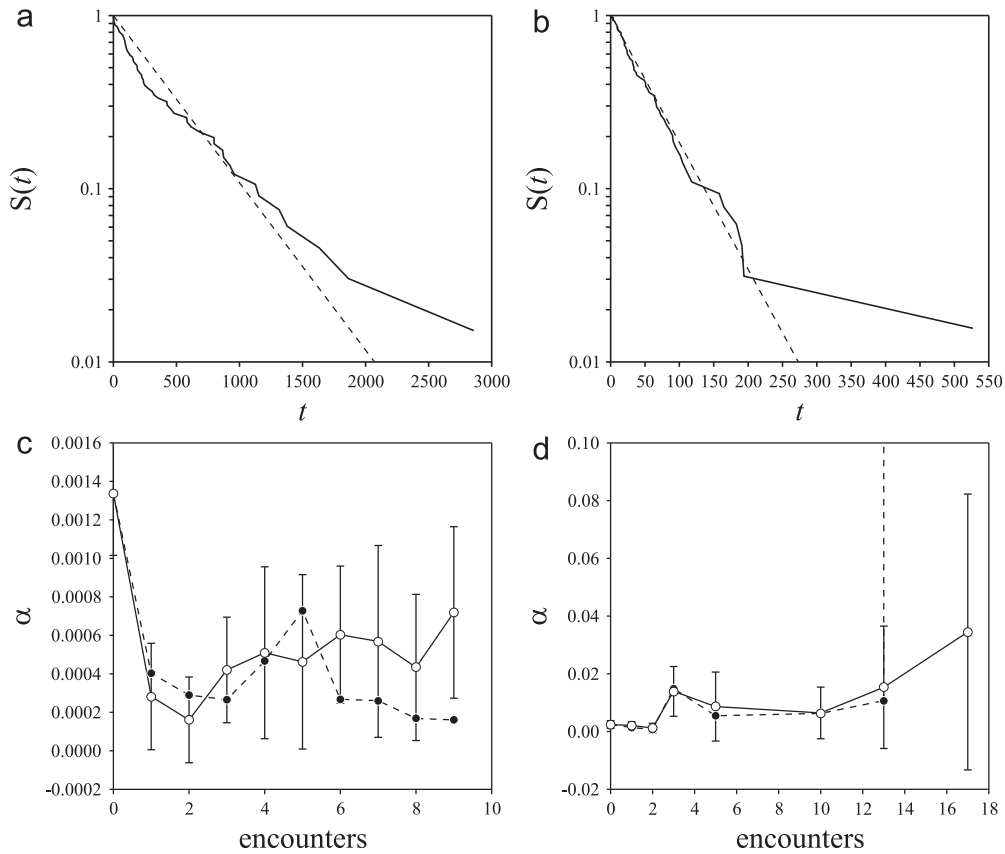 a
1
0.1
0.01
S(t)
0 500 1000 1500 2000 2500 3000
t
b
1
0.1
0.01
S(t)
0 50 100 150 200 250 300 350 400 450 500 550
t
c
0.0016
0.0014
0.0012
0.0010
0.0008
0.0006
0.0004
0.0002
0.0000
-0.0002
α
0 2 4 6 8 10
encounters
d
0.10
0.08
0.06
0.04
0.02
0.00
-0.02
α
0 2 4 6 8 10 12 14 16 18
encounters